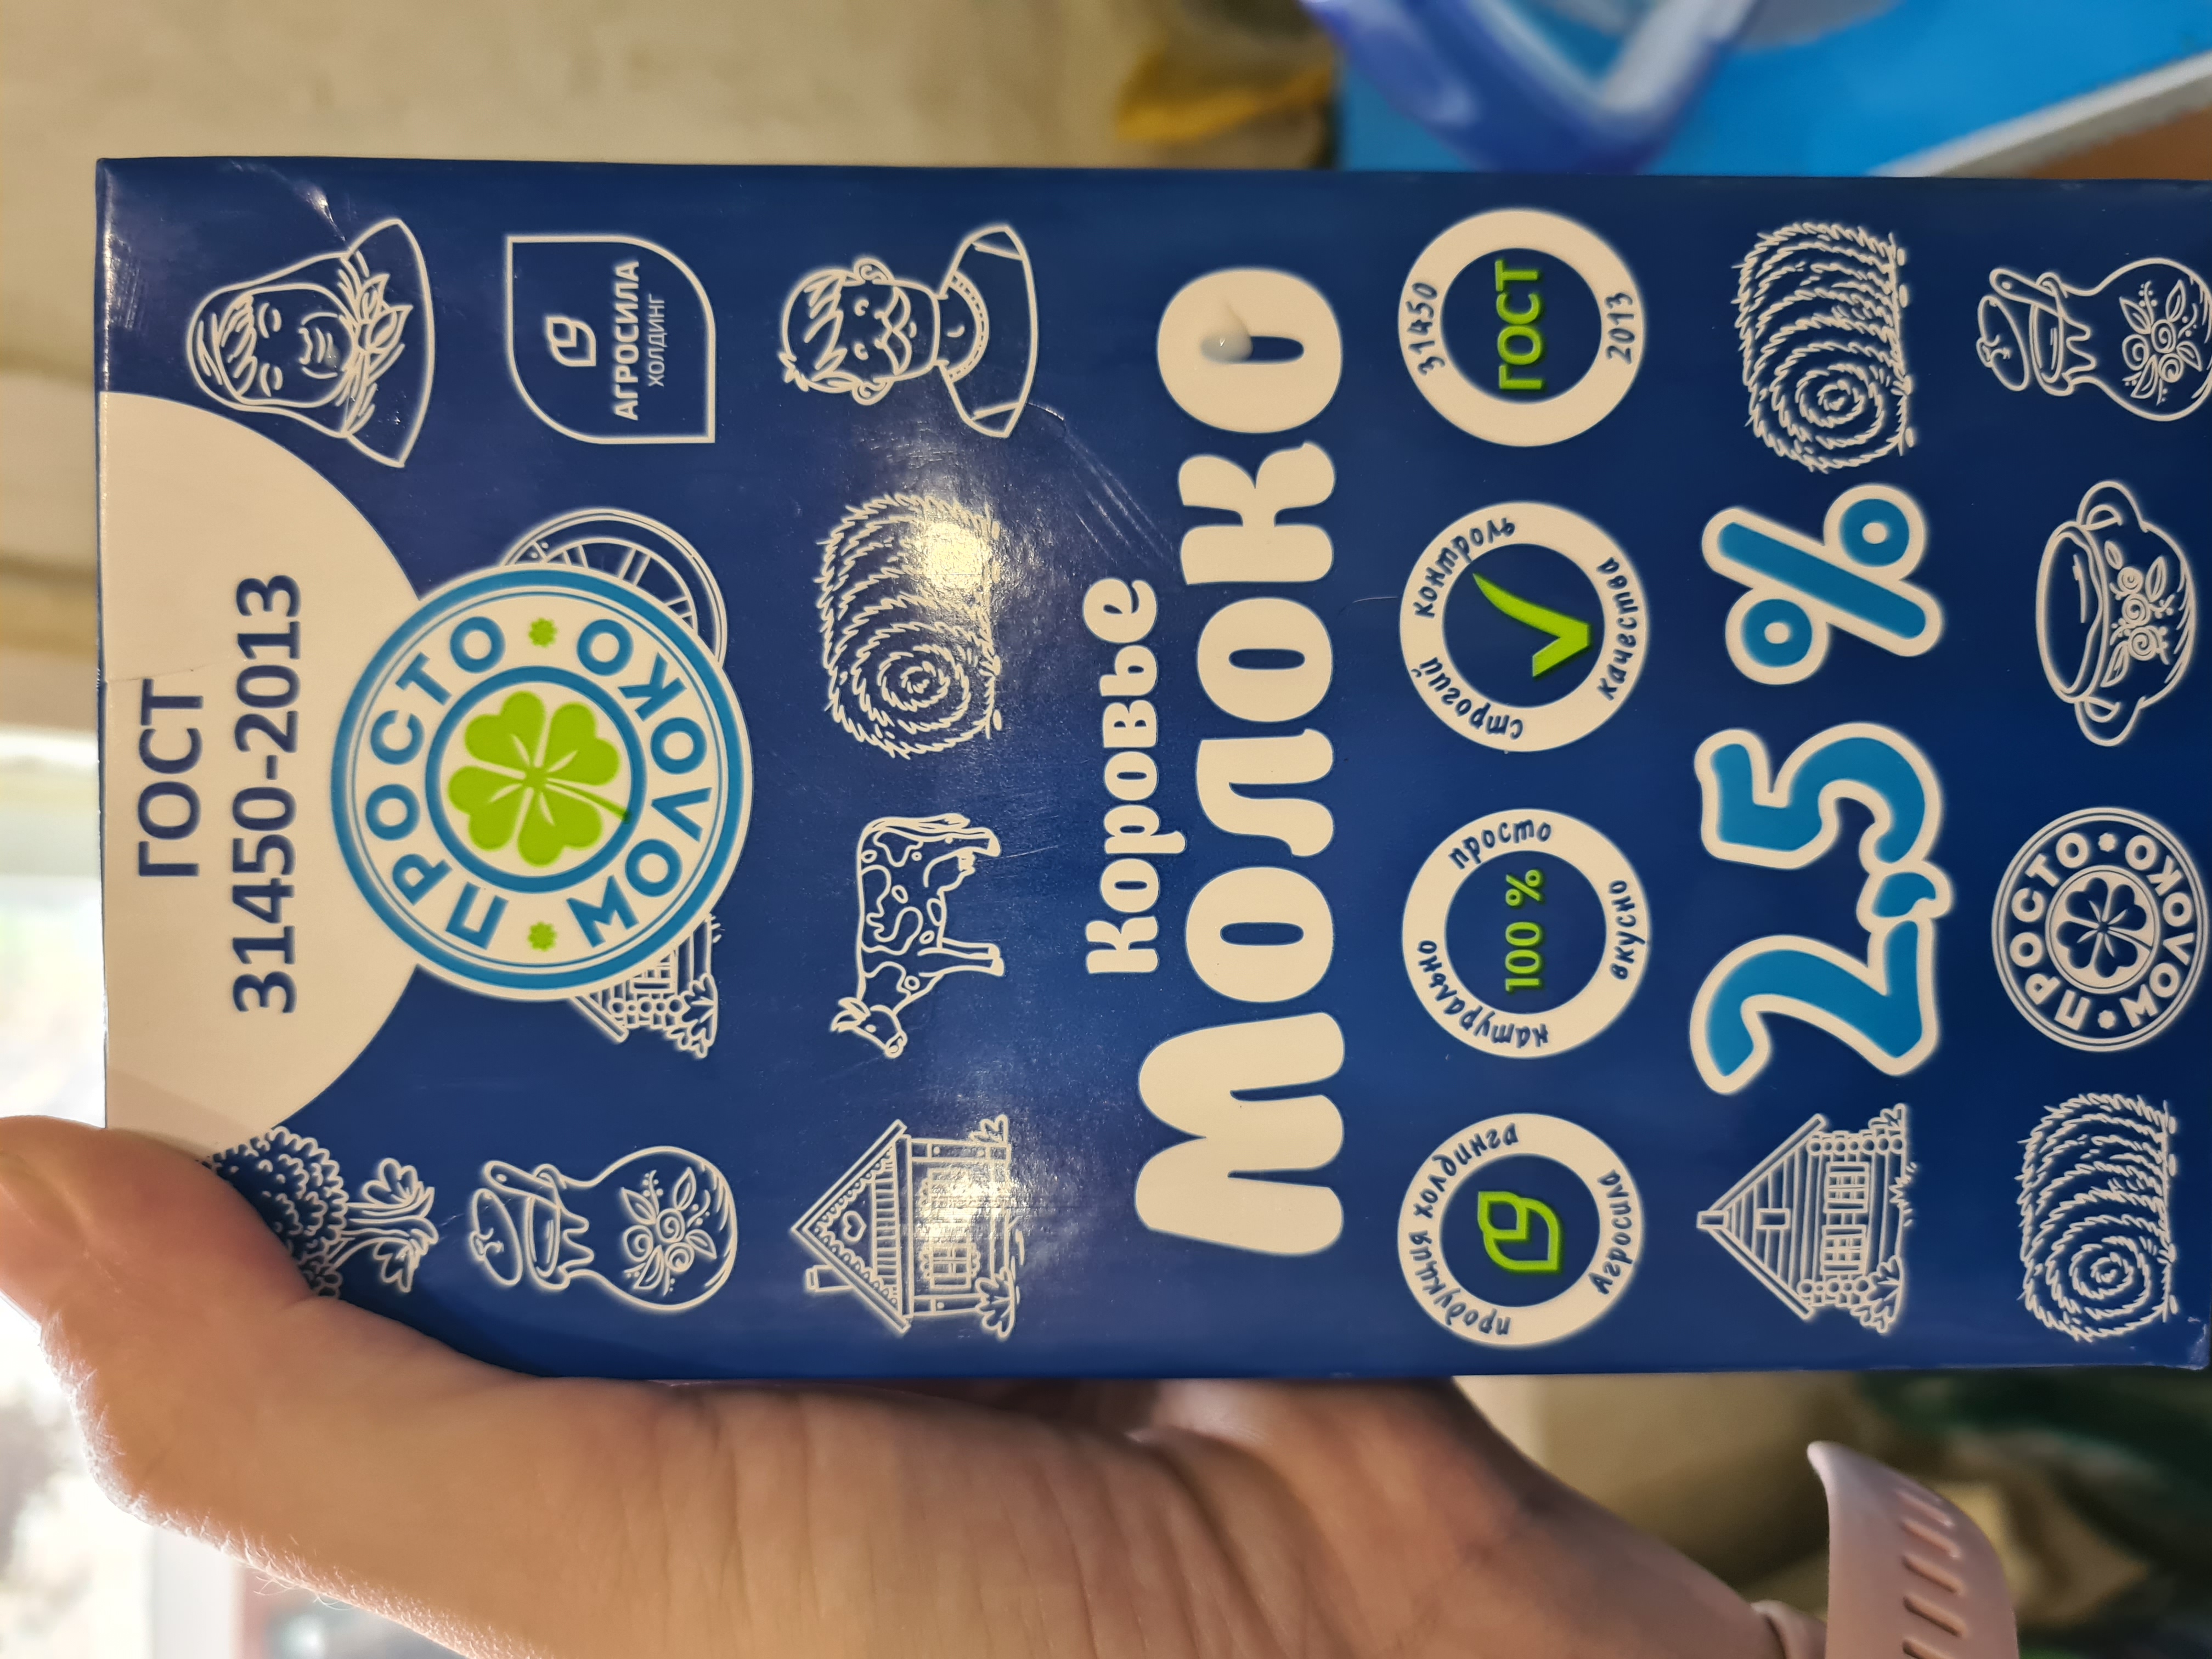 ГОСТ
31450-2013
ПРОСТО
МОЛОКО
АГРОСИЛА
ХОЛДИНГ
Коровье
Молоко
продукция холдинга
Агросила
натурально просто
100 %
вкусно
строгий контроль
качества
31450
ГОСТ
2013
2,5 %
ПРОСТО
МОЛОКО